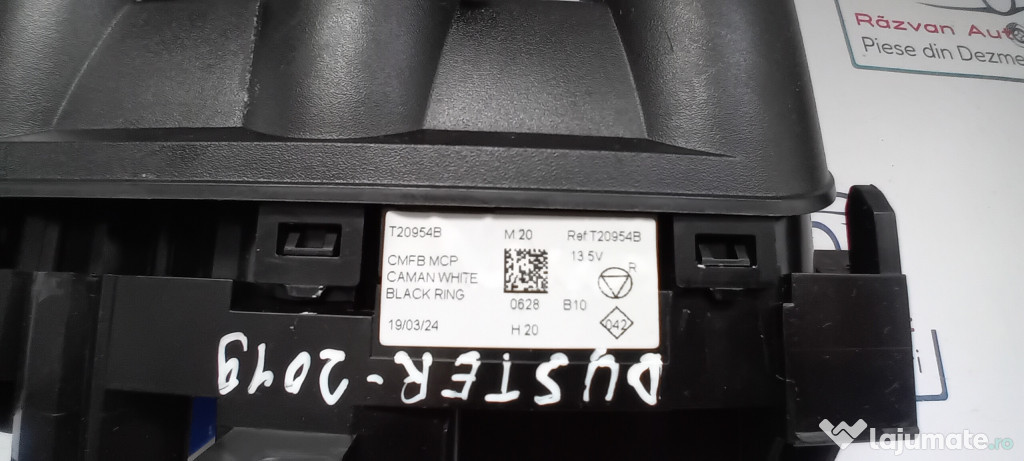 Răzvan Auto
Piese din Dezme
T20954B M 20 Ref T20954B
13.5V
CMFB MCP
CAMAN WHITE
BLACK RING
R
0628 B10
19/03/24 H 20 042
DUSTER-2019
lajumate.ro